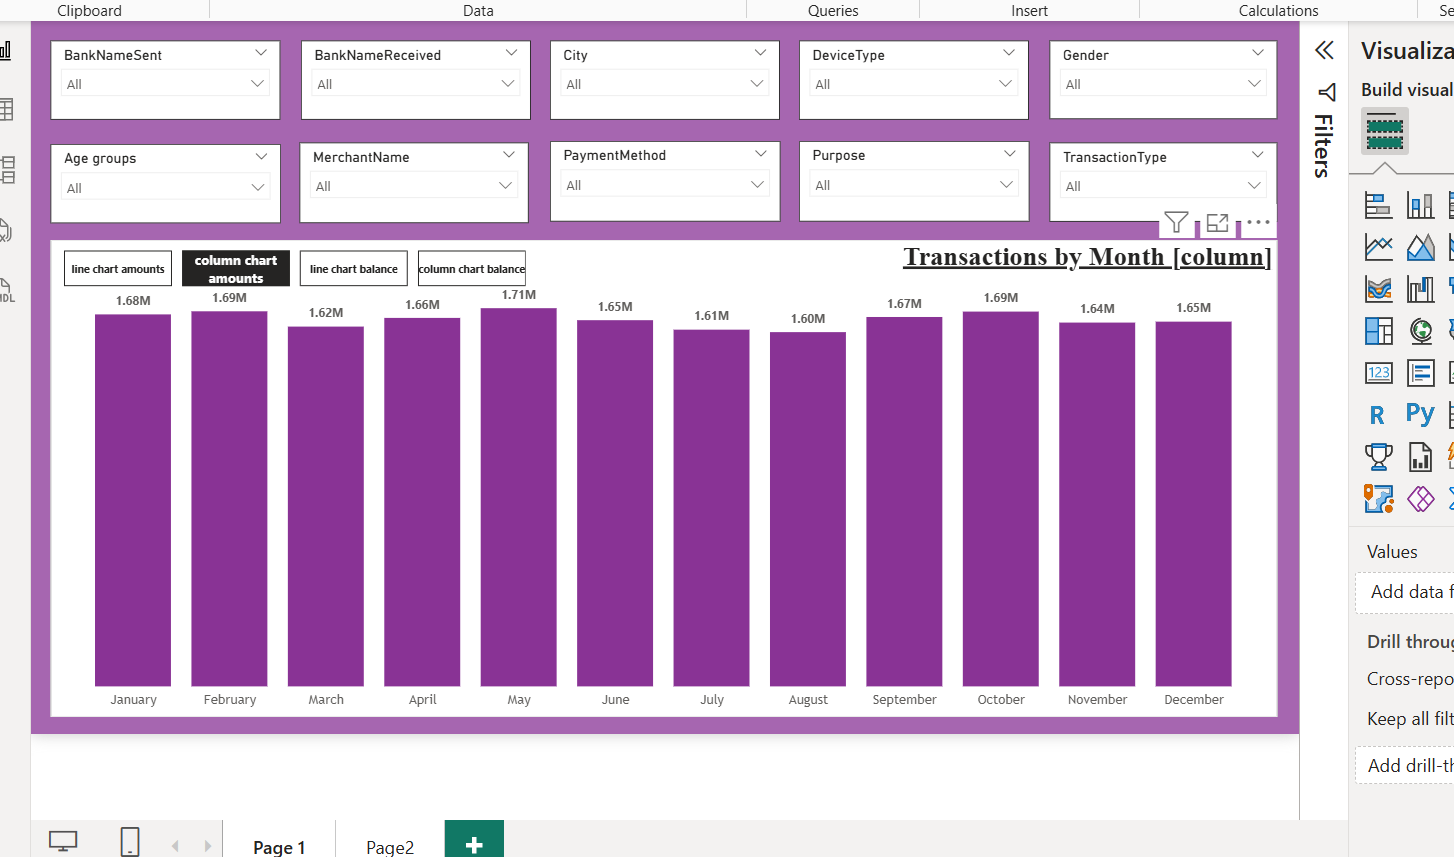 Clipboard
Data
Queries
Insert
Calculations
BankNameSent
All
BankNameReceived
All
City
All
DeviceType
All
Gender
All
Age groups
All
MerchantName
All
PaymentMethod
All
Purpose
All
TransactionType
All
line chart amounts
column chart
amounts
line chart balance
column chart balance
Transactions by Month [column]
1.68M
1.69M
1.62M
1.66M
1.71M
1.65M
1.61M
1.60M
1.67M
1.69M
1.64M
1.65M
January
February
March
April
May
June
July
August
September
October
November
December
Filters
Visualiza
Build visual
123
R
Py
Values
Add data f
Drill throu
Cross-repo
Keep all filt
Add drill-th
Page 1
Page2